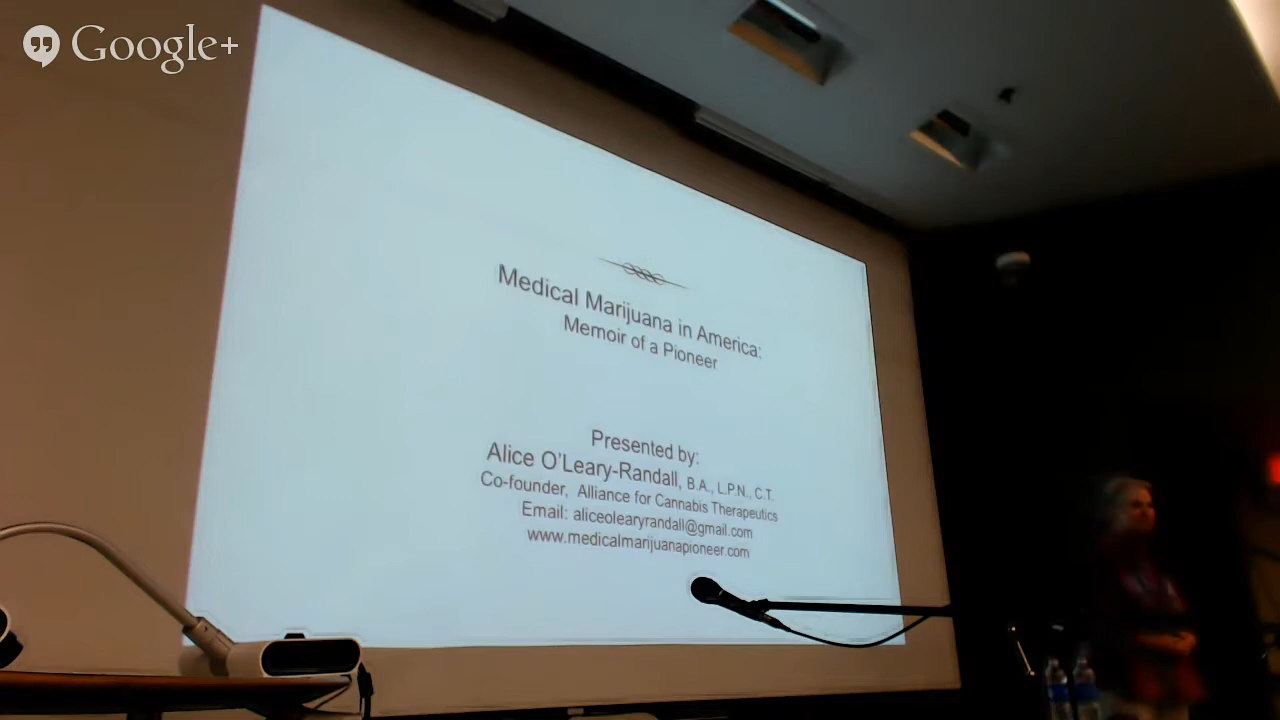 Google+
Medical Marijuana in America:
Memoir of a Pioneer
Presented by:
Alice O'Leary-Randall, B.A., L.P.N., C.T.
Co-founder, Alliance for Cannabis Therapeutics
Email: aliceolearyrandall@gmail.com
www.medicalmarijuanapioneer.com